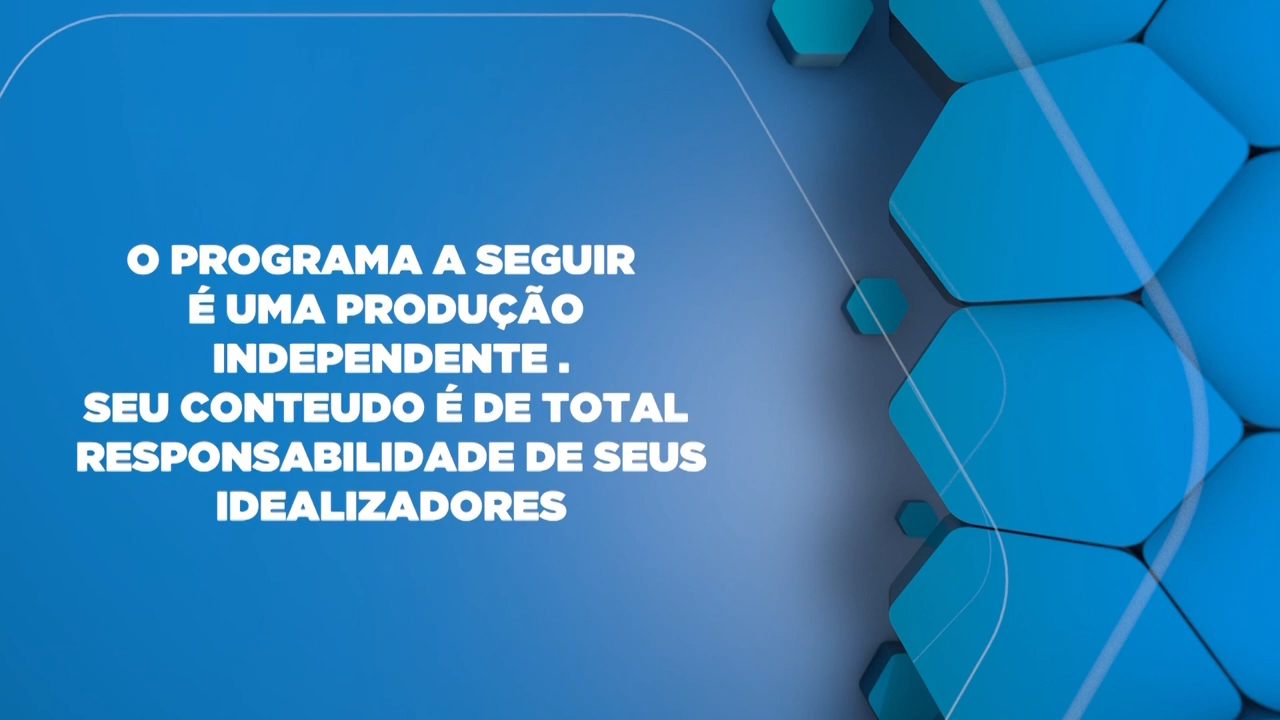 O PROGRAMA A SEGUIR
É UMA PRODUÇÃO
INDEPENDENTE .
SEU CONTEUDO É DE TOTAL
RESPONSABILIDADE DE SEUS
IDEALIZADORES